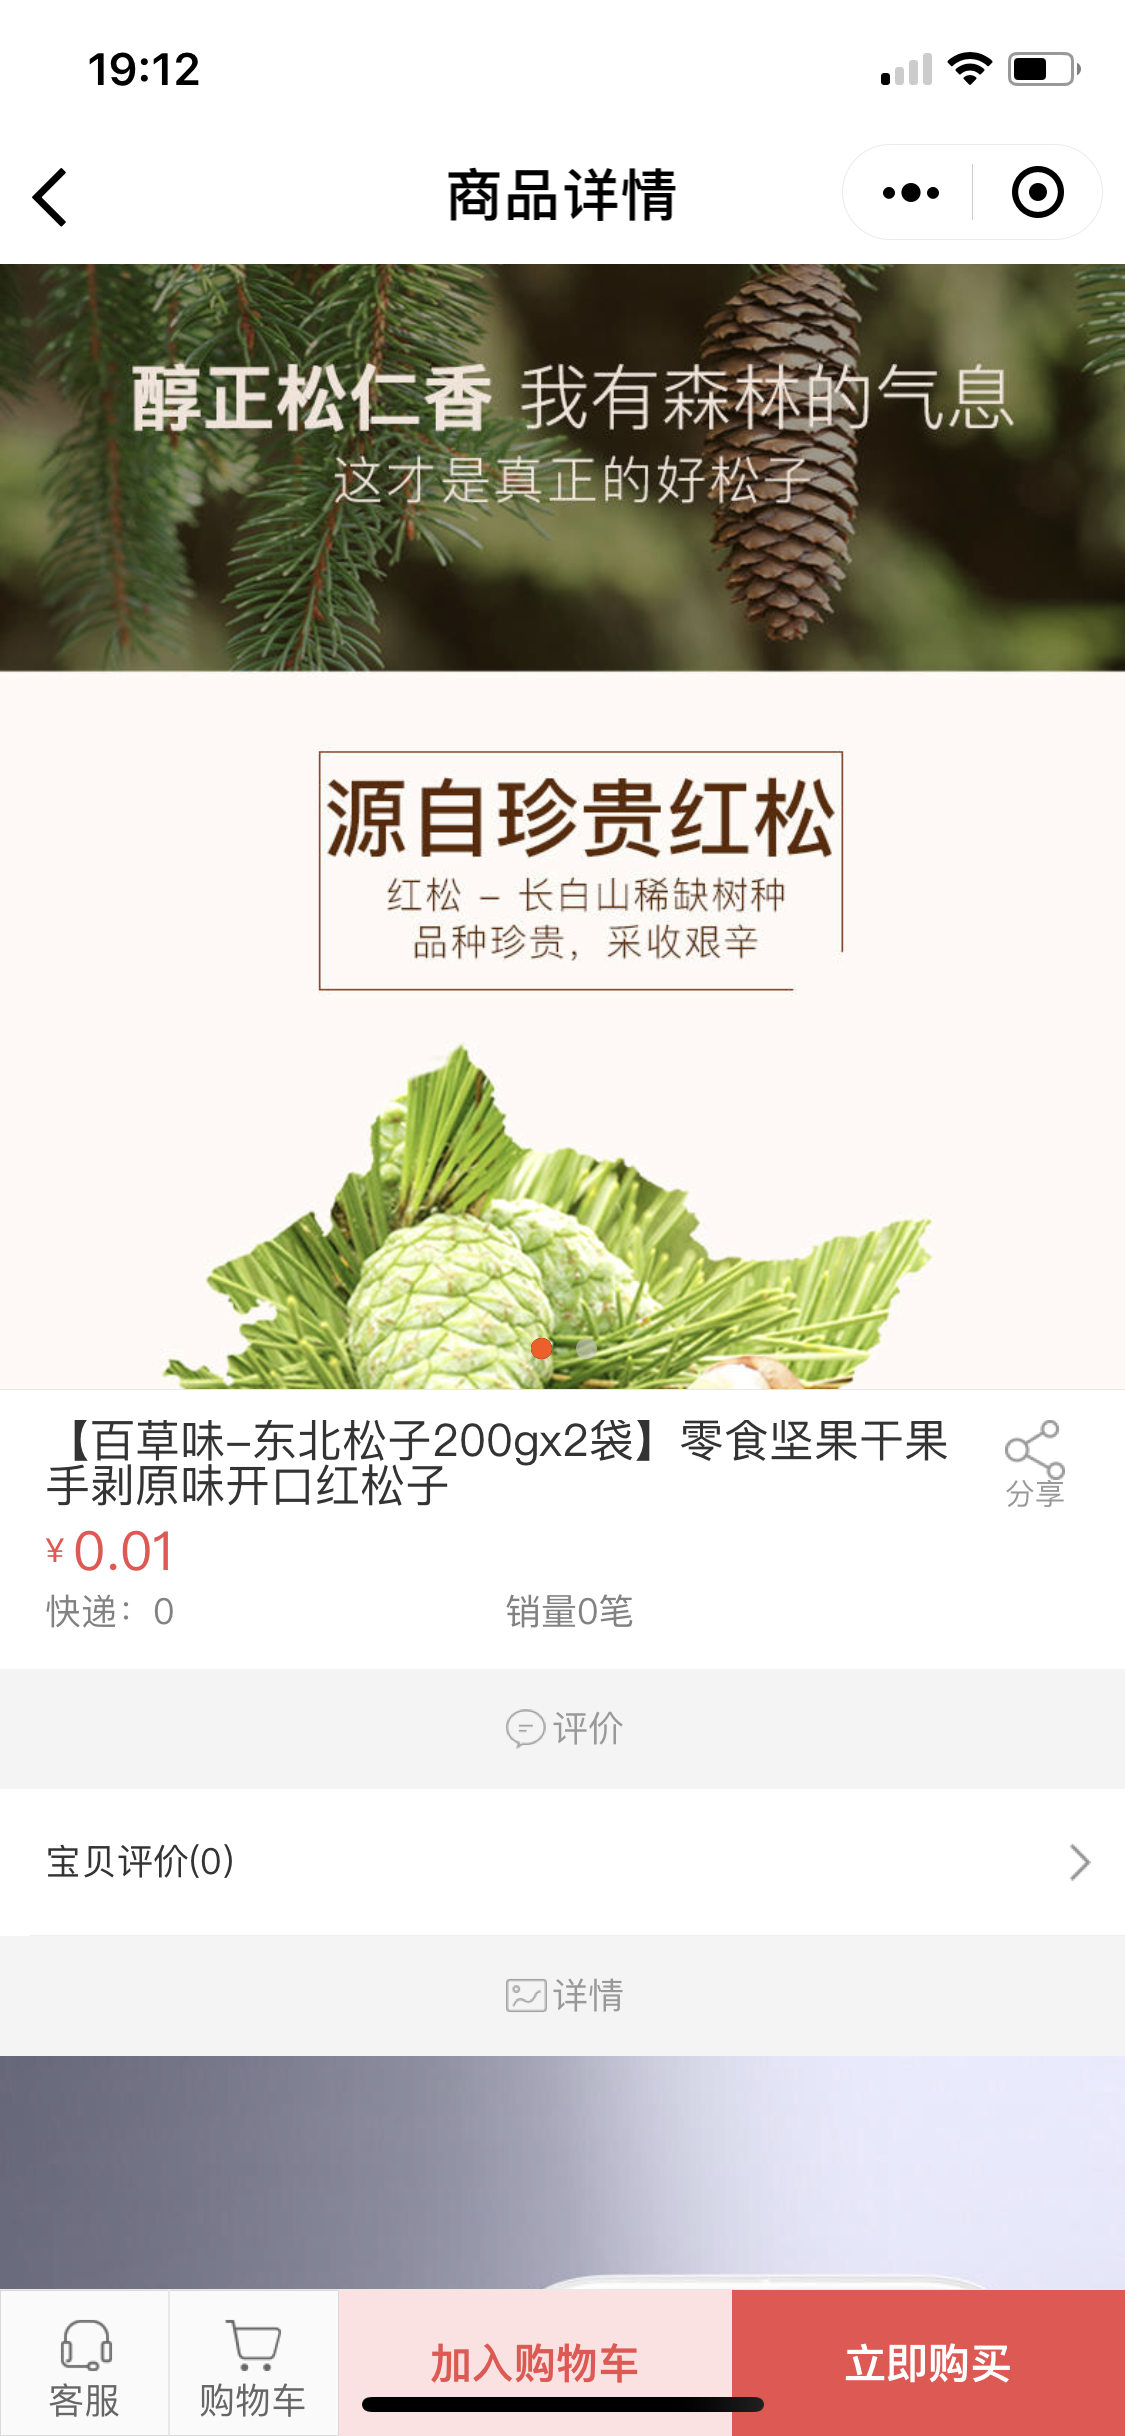 19:12
商品详情
醇正松仁香 我有森林的气息
这才是真正的好松子
源自珍贵红松
红松 – 长白山稀缺树种
品种珍贵，采收艰辛
【百草味–东北松子200gx2袋】零食坚果干果
手剥原味开口红松子
分享
¥0.01
快递：0
销量0笔
评价
宝贝评价(0)
详情
客服
购物车
加入购物车
立即购买